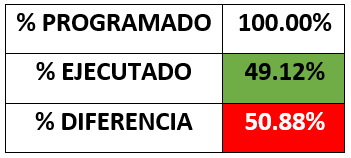 % PROGRAMADO 100.00%
% EJECUTADO 49.12%
% DIFERENCIA 50.88%